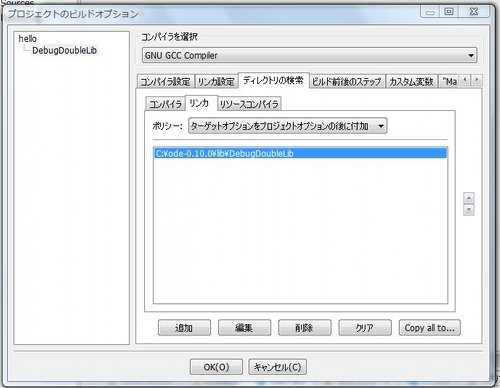 Sources
プロジェクトのビルドオプション
hello
DebugDoubleLib
コンパイラを選択
GNU GCC Compiler
コンパイラ設定 リンカ設定 ディレクトリの検索 ビルド前後のステップ カスタム変数 "Ma
コンパイラ リンカ リソースコンパイラ
ポリシー: ターゲットオプションをプロジェクトオプションの後に付加
C:¥ode-0.10.0¥lib¥DebugDoubleLib
追加 編集 削除 クリア Copy all to...
OK(O) キャンセル(C)